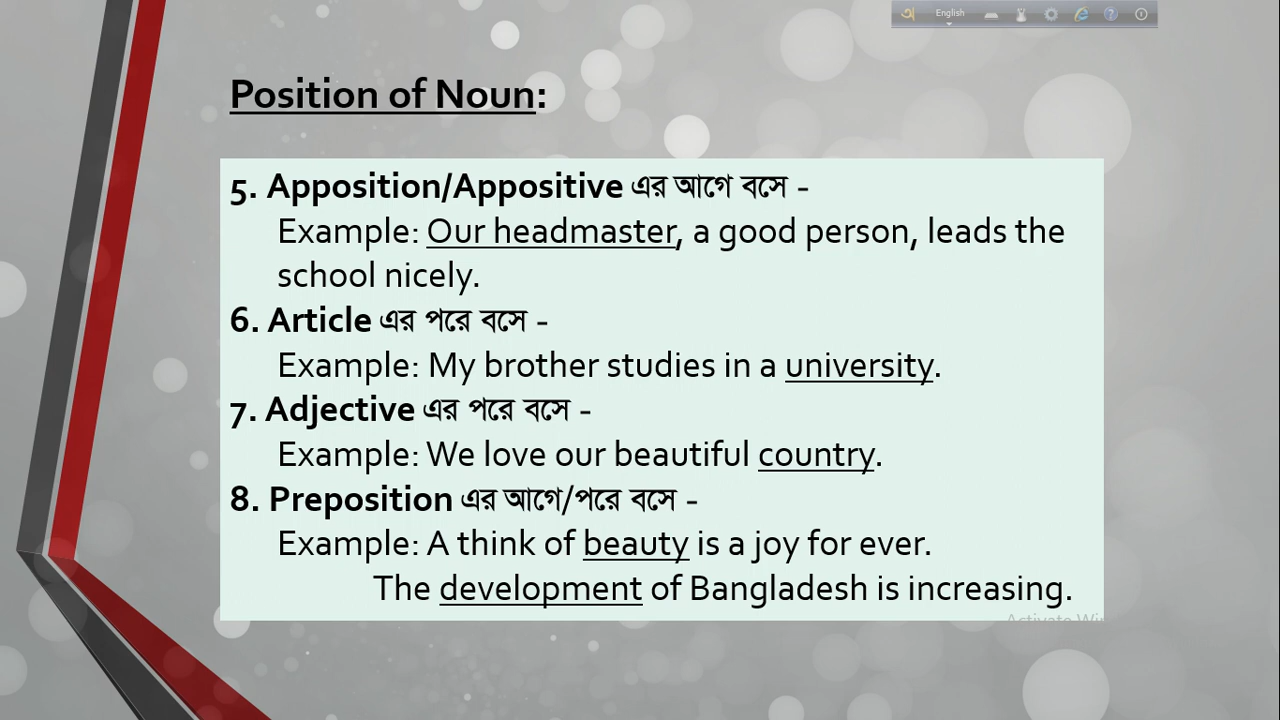 অ English
Position of Noun:
5. Apposition/Appositive এর আগে বসে -
Example: Our headmaster, a good person, leads the
school nicely.
6. Article এর পরে বসে -
Example: My brother studies in a university.
7. Adjective এর পরে বসে -
Example: We love our beautiful country.
8. Preposition এর আগে/পরে বসে -
Example: A think of beauty is a joy for ever.
The development of Bangladesh is increasing.
Activate Wi